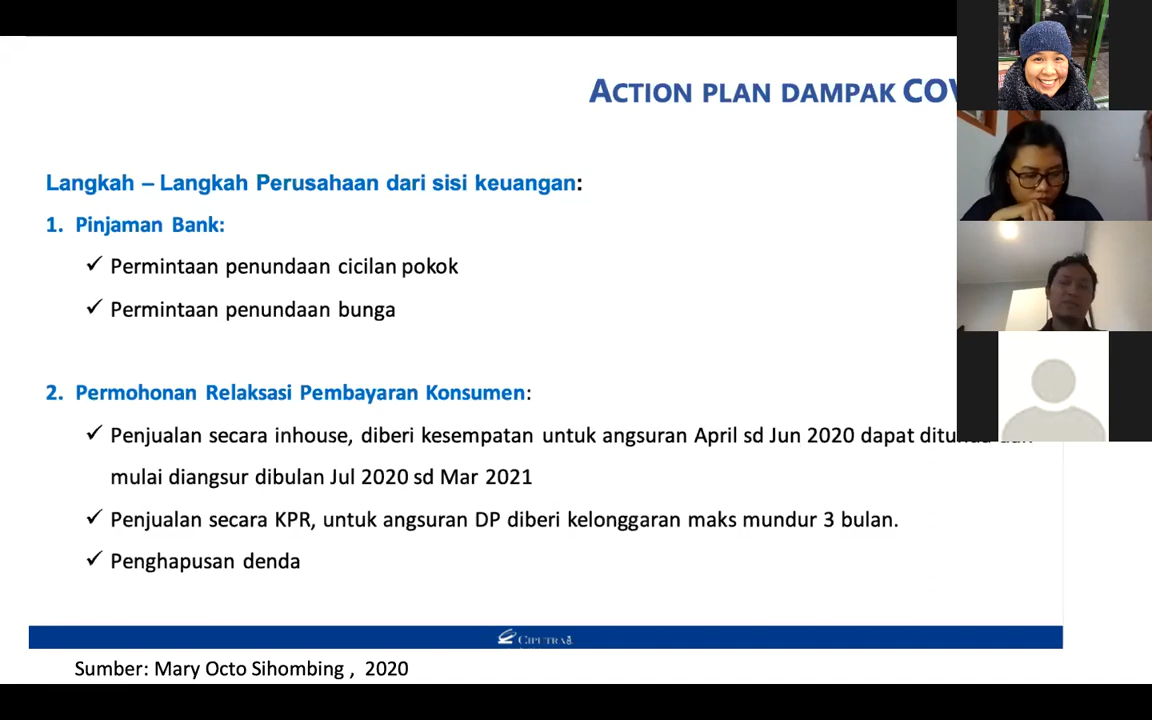 ACTION PLAN DAMPAK
Langkah – Langkah Perusahaan dari sisi keuangan:
1. Pinjaman Bank:
✓ Permintaan penundaan cicilan pokok
✓ Permintaan penundaan bunga
2. Permohonan Relaksasi Pembayaran Konsumen:
✓ Penjualan secara inhouse, diberi kesempatan untuk angsuran April sd Jun 2020 dapat
mulai diangsur dibulan Jul 2020 sd Mar 2021
✓ Penjualan secara KPR, untuk angsuran DP diberi kelonggaran maks mundur 3 bulan.
✓ Penghapusan denda
CIPUTRA
Sumber: Mary Octo Sihombing , 2020